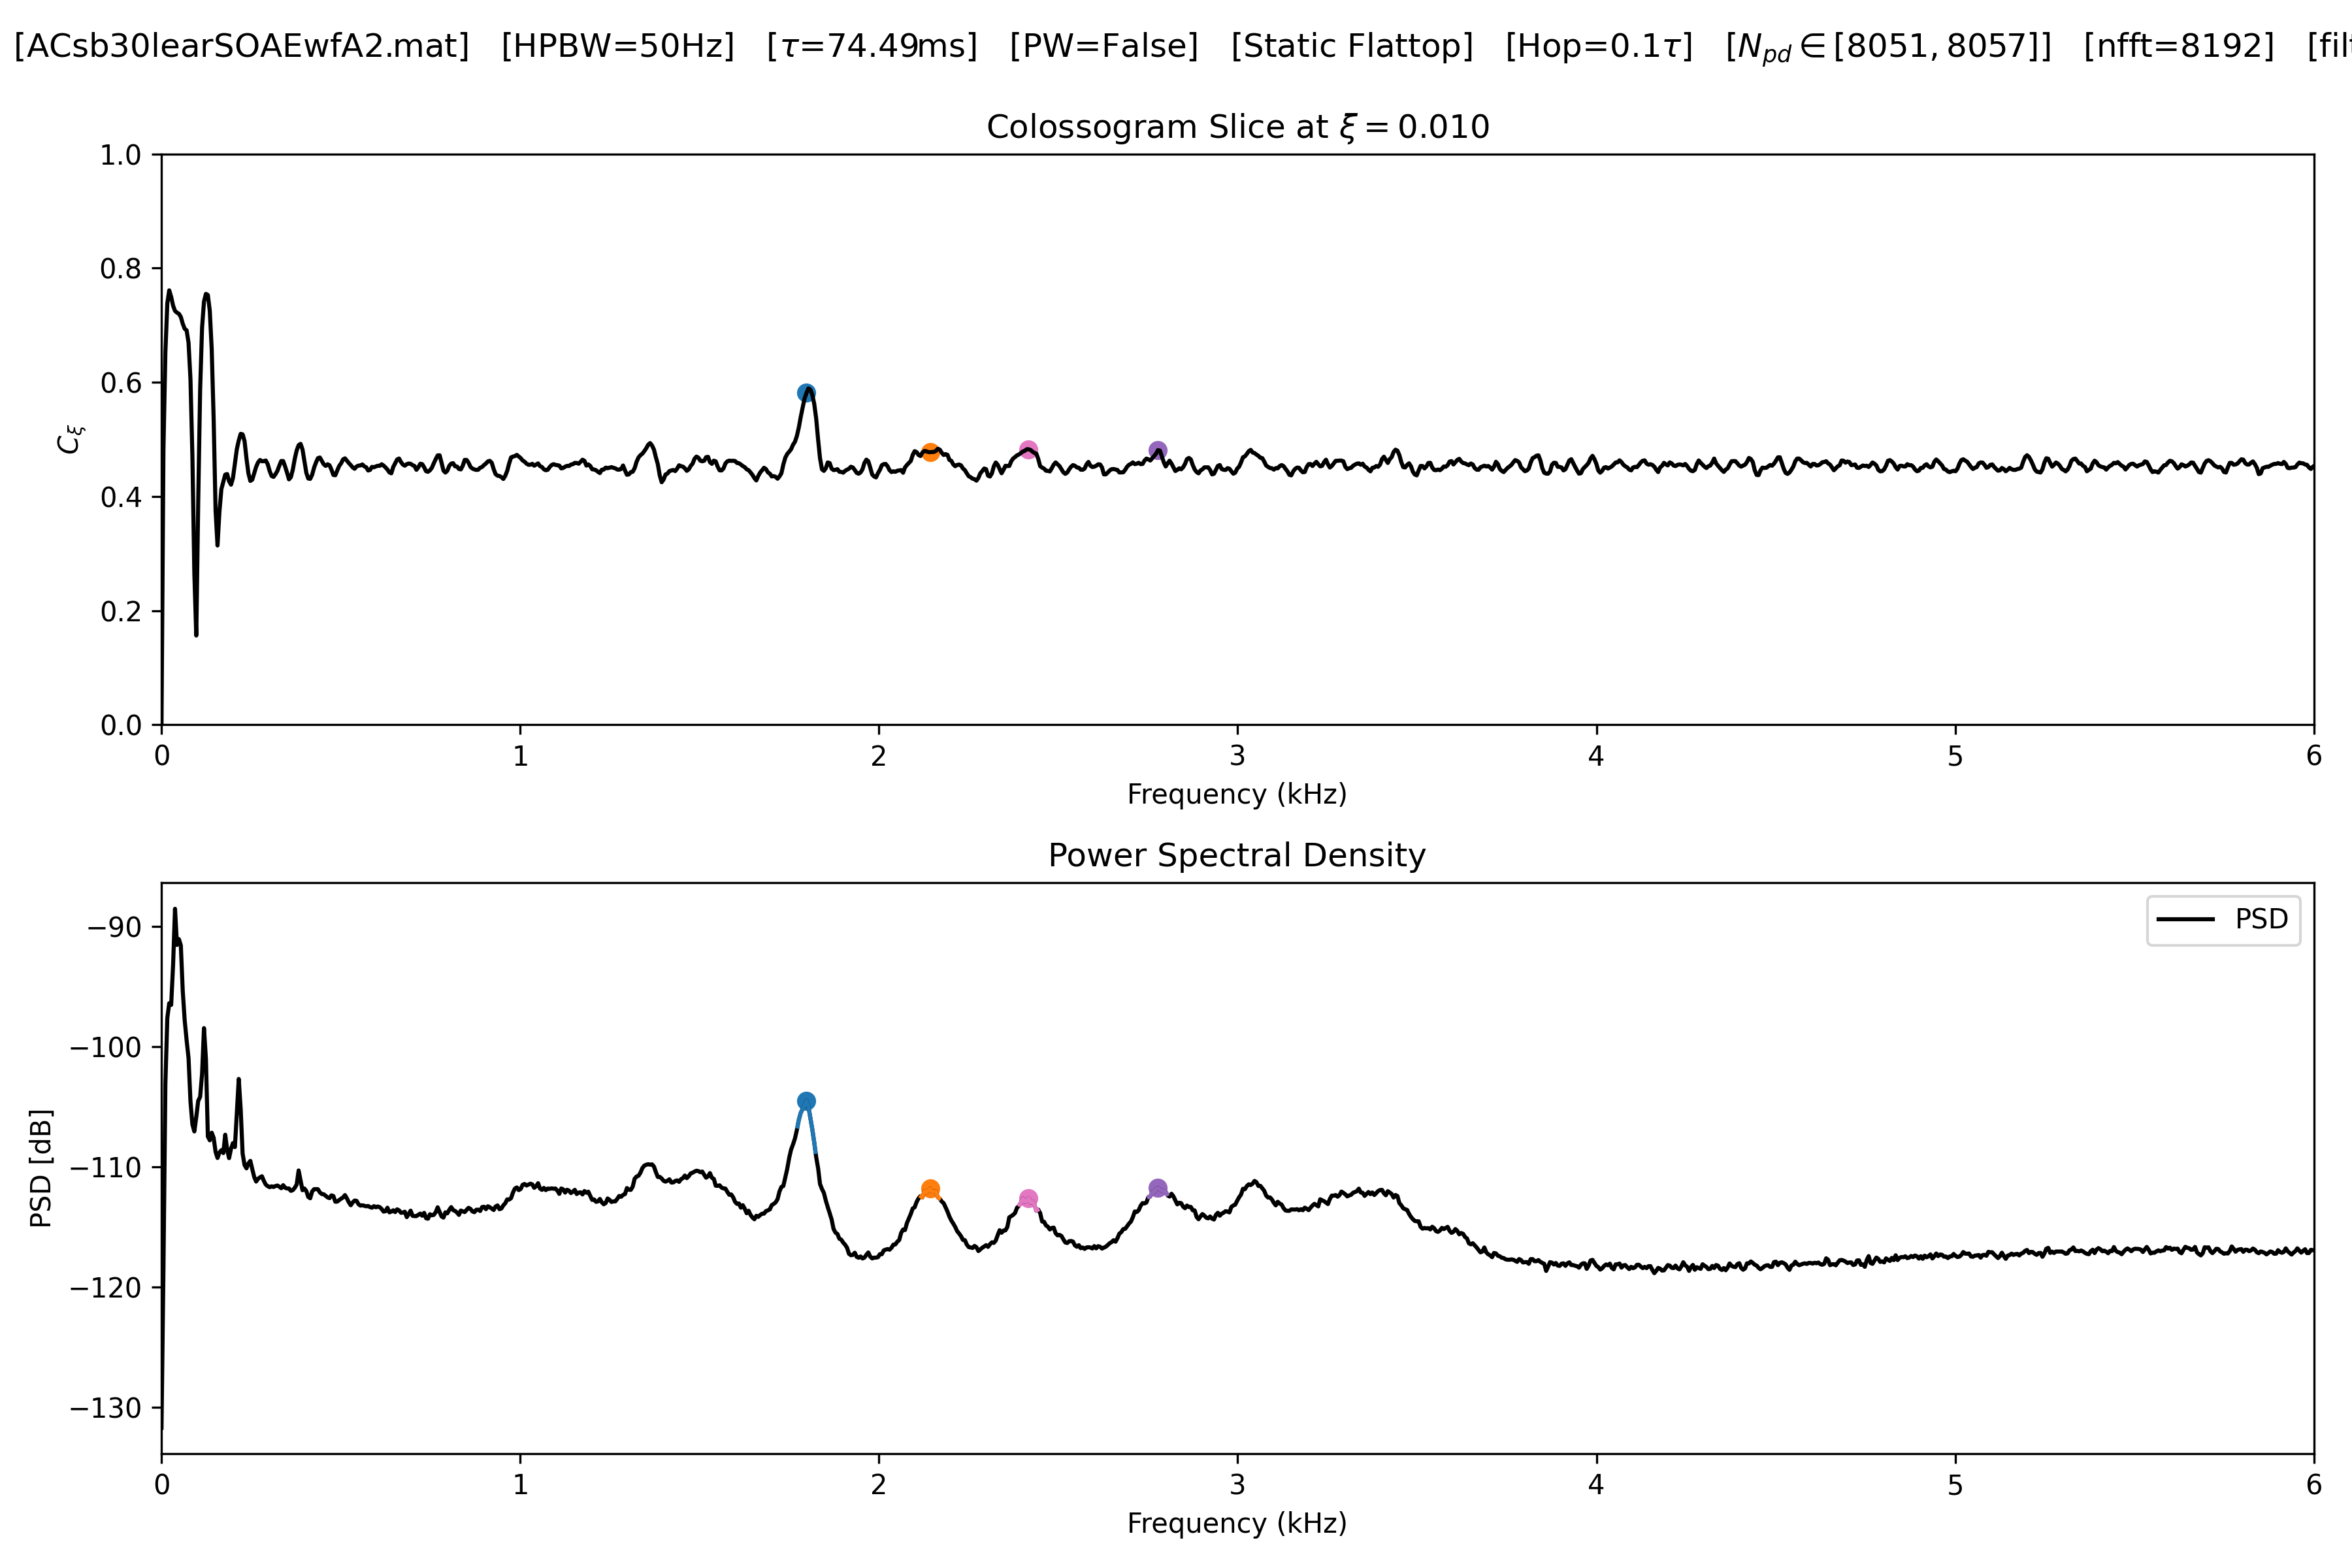 [ACsb30learSOAEwfA2.mat] [HPBW=50Hz] [τ=74.49ms] [PW=False] [Static Flattop] [Hop=0.1τ] [N_pd ∈ [8051, 8057]] [nfft=8192]
Colossogram Slice at ξ = 0.010
1.0
0.8
0.6
0.4
0.2
0.0
C_ξ
0 1 2 3 4 5 6
Frequency (kHz)
Power Spectral Density
PSD
−90
−100
−110
−120
−130
PSD [dB]
0 1 2 3 4 5 6
Frequency (kHz)